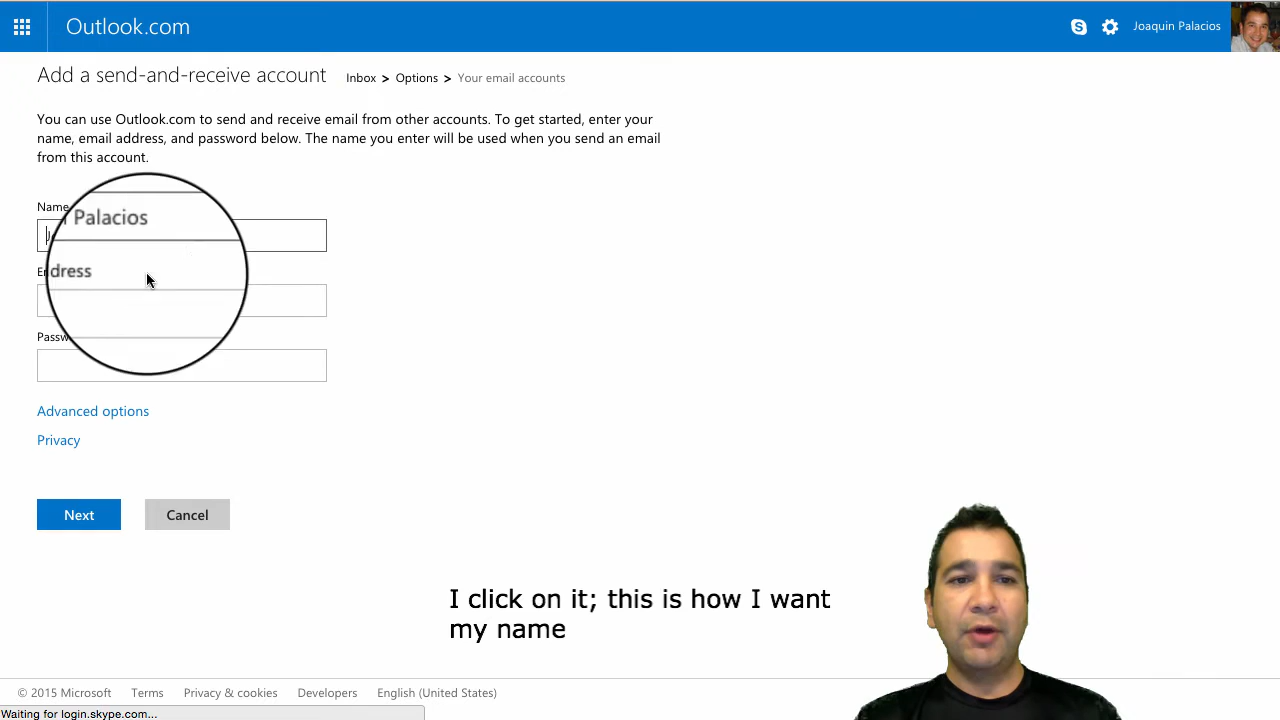 Outlook.com
Joaquin Palacios
Add a send-and-receive account
Inbox > Options > Your email accounts
You can use Outlook.com to send and receive email from other accounts. To get started, enter your
name, email address, and password below. The name you enter will be used when you send an email
from this account.
Name
Palacios
dress
Passw
Advanced options
Privacy
Next
Cancel
I click on it; this is how I want
my name
© 2015 Microsoft
Terms
Privacy & cookies
Developers
English (United States)
Waiting for login.skype.com...